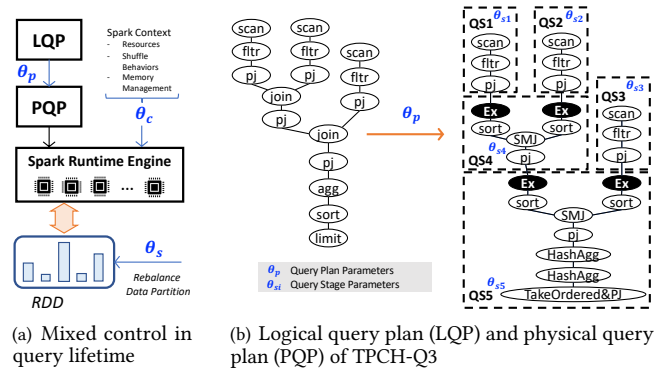 LQP
θp
PQP
Spark Context
- Resources
- Shuffle
Behaviors
- Memory
Management
θc
Spark Runtime Engine
...
RDD
θs
Rebalance
Data Partition
(a) Mixed control in
query lifetime
scan
fltr
pj
scan
fltr
pj
scan
fltr
pj
join
pj
join
pj
agg
sort
limit
θp
θp Query Plan Parameters
θsi Query Stage Parameters
QS1
θs1
scan
fltr
pj
QS2
θs2
scan
fltr
pj
QS3
θs3
scan
fltr
pj
Ex
sort
Ex
sort
SMJ
pj
θs4
QS4
Ex
sort
Ex
sort
SMJ
pj
HashAgg
HashAgg
θs5
QS5
TakeOrdered&PJ
(b) Logical query plan (LQP) and physical query
plan (PQP) of TPCH-Q3